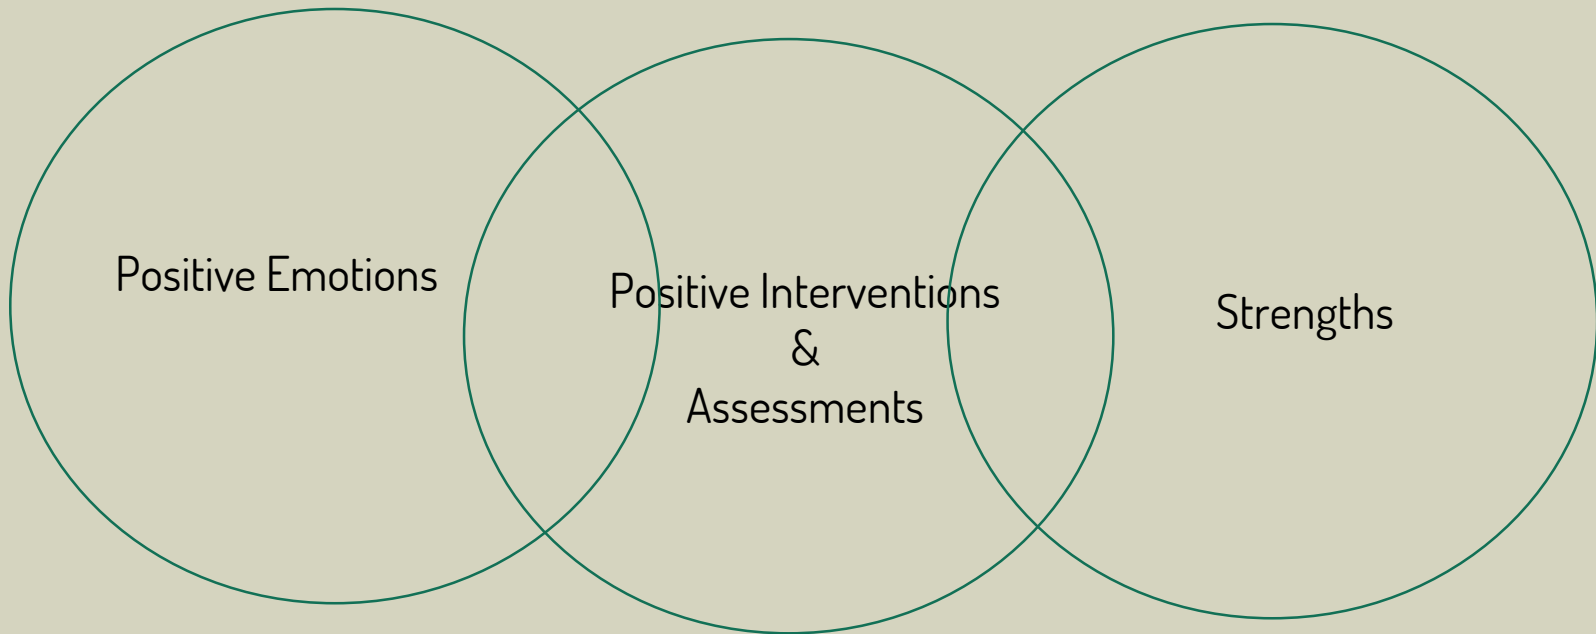 Positive Emotions
Positive Interventions
&
Assessments
Strengths